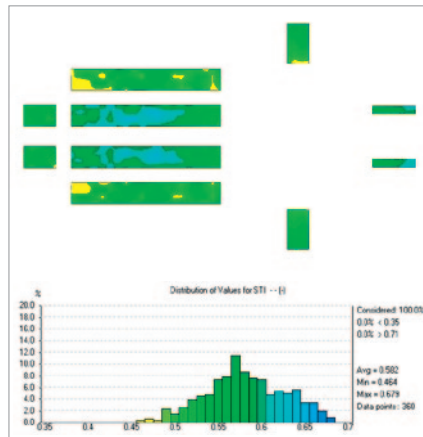 Distribution of Values for STI - - [-]
%
20.0
18.0
16.0
14.0
12.0
10.0
8.0
6.0
4.0
2.0
0.0
0.35
0.4
0.45
0.5
0.55
0.6
0.65
0.7
Considered: 100.0%
0.0% < 0.35
0.0% > 0.71
Avg = 0.582
Min = 0.464
Max = 0.679
Data points: 360